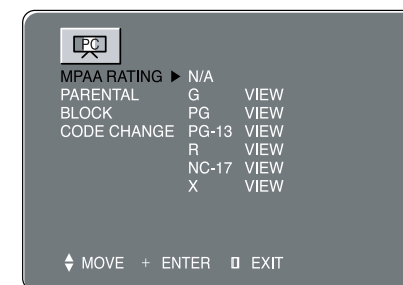 PC
MPAA RATING ▶ N/A
PARENTAL G VIEW
BLOCK PG VIEW
CODE CHANGE PG-13 VIEW
R VIEW
NC-17 VIEW
X VIEW
MOVE + ENTER EXIT